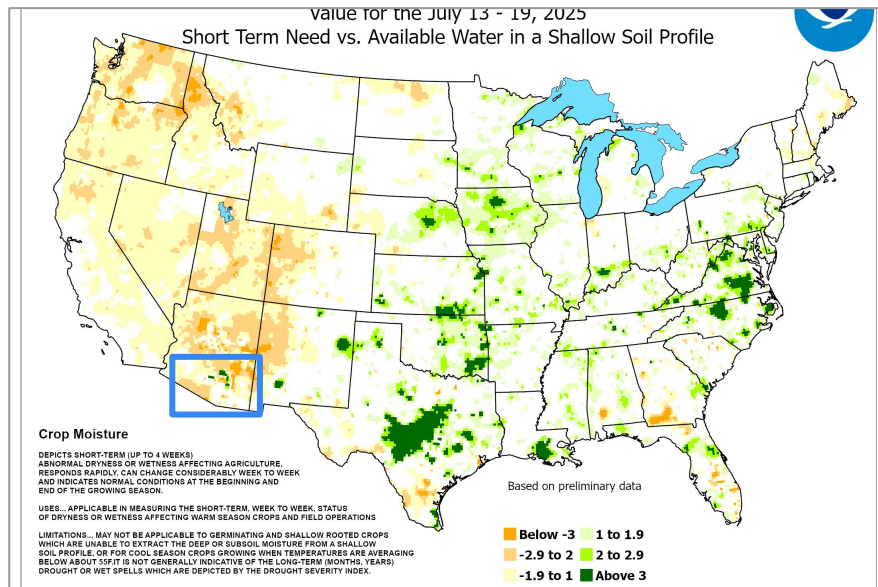 Value for the July 13 - 19, 2025
Short Term Need vs. Available Water in a Shallow Soil Profile
Crop Moisture
DEPICTS SHORT-TERM (UP TO 4 WEEKS)
ABNORMAL DRYNESS OR WETNESS AFFECTING AGRICULTURE,
RESPONDS RAPIDLY, CAN CHANGE CONSIDERABLY WEEK TO WEEK
AND INDICATES NORMAL CONDITIONS AT THE BEGINNING AND
END OF THE GROWING SEASON.
USES... APPLICABLE IN MEASURING THE SHORT-TERM, WEEK TO WEEK, STATUS
OF DRYNESS OR WETNESS AFFECTING WARM SEASON CROPS AND FIELD OPERATIONS
LIMITATIONS... MAY NOT BE APPLICABLE TO GERMINATING AND SHALLOW ROOTED CROPS
WHICH ARE UNABLE TO EXTRACT THE DEEP OR SUBSOIL MOISTURE FROM A SHALLOW
SOIL PROFILE, OR FOR COOL SEASON CROPS GROWING WHEN TEMPERATURES ARE AVERAGING
BELOW ABOUT 55F.IT IS NOT GENERALLY INDICATIVE OF THE LONG-TERM (MONTHS, YEARS)
DROUGHT OR WET SPELLS WHICH ARE DEPICTED BY THE DROUGHT SEVERITY INDEX.
Based on preliminary data
Below -3
-2.9 to 2
-1.9 to 1
1 to 1.9
2 to 2.9
Above 3